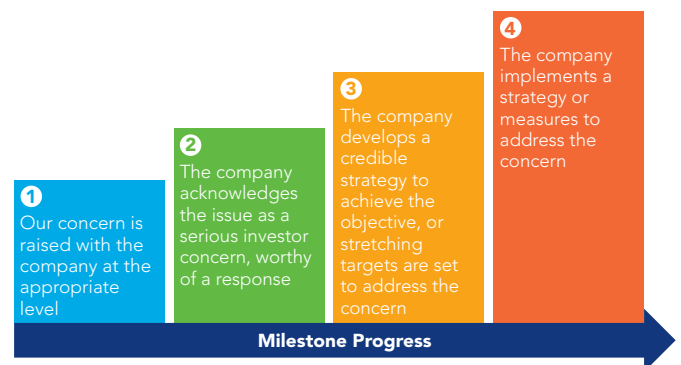 1
Our concern is
raised with the
company at the
appropriate
level
2
The company
acknowledges
the issue as a
serious investor
concern, worthy
of a response
3
The company
develops a
credible
strategy to
achieve the
objective, or
stretching
targets are set
to address the
concern
4
The company
implements a
strategy or
measures to
address the
concern
Milestone Progress